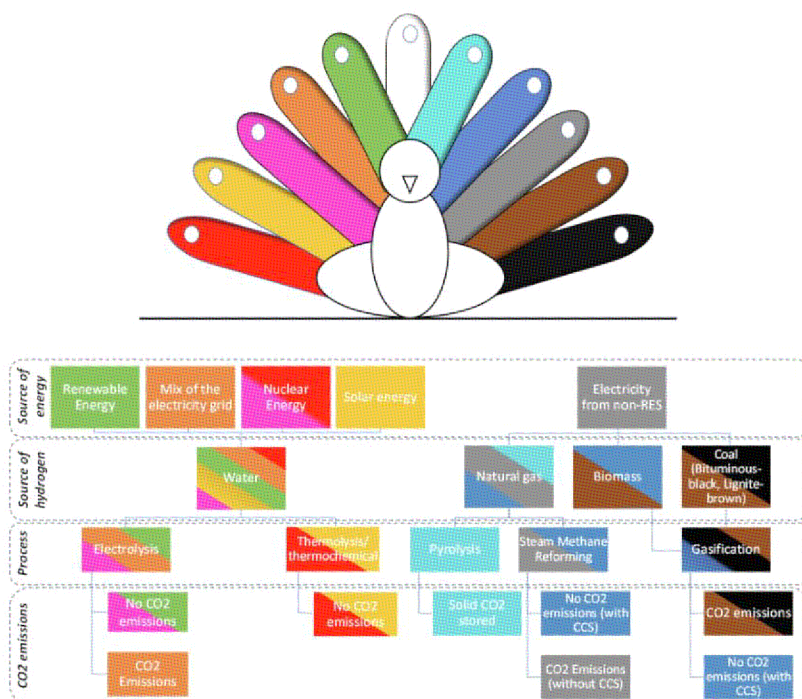 Source of
energy
Renewable
Energy
Mix of the
electricity grid
Nuclear
Energy
Solar energy
Electricity
from non-RES
Source of
hydrogen
Water
Natural gas
Biomass
Coal
(Bituminous-
black, Lignite-
brown)
Process
Electrolysis
Thermolysis/
thermochemical
Pyrolysis
Steam Methane
Reforming
Gasification
CO2 emissions
No CO2
emissions
No CO2
emissions
Solid CO2
stored
No CO2
emissions (with
CCS)
CO2 emissions
CO2
Emissions
CO2 Emissions
(without CCS)
No CO2
emissions (with
CCS)